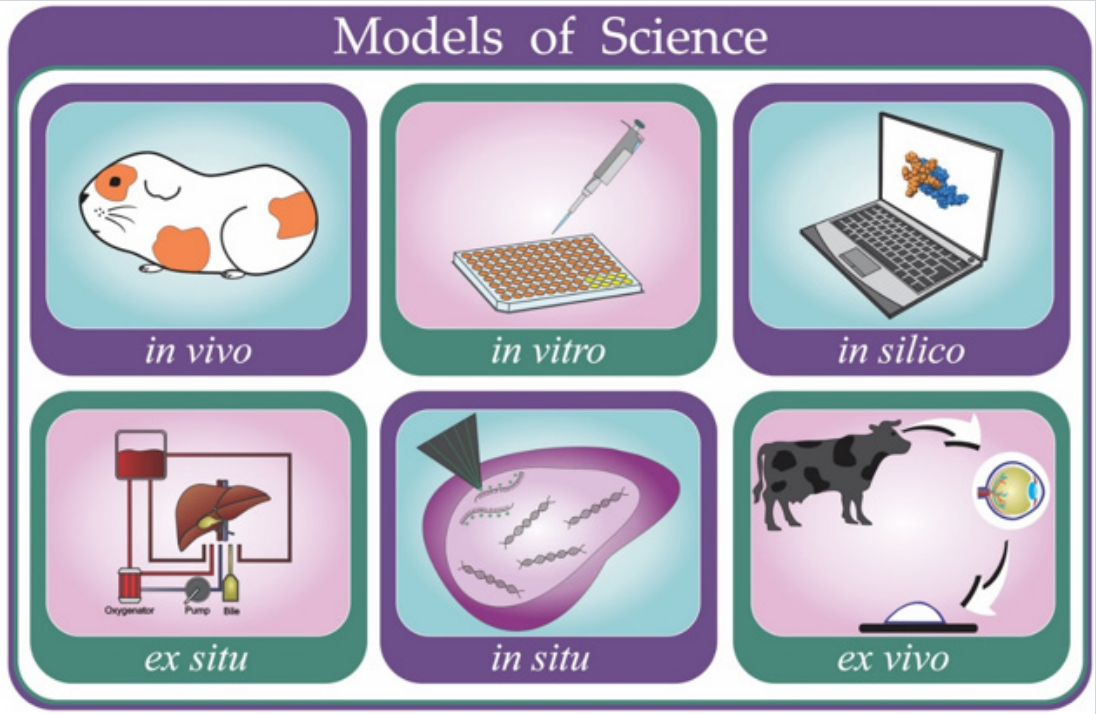 Models of Science
in vivo
in vitro
in silico
Oxygenator Pump Bile
ex situ
in situ
ex vivo